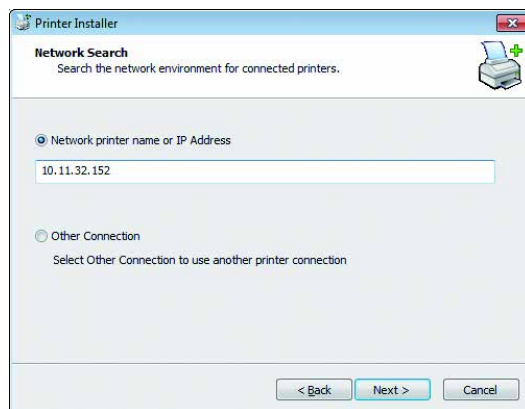 Printer Installer
Network Search
Search the network environment for connected printers.
Network printer name or IP Address
10.11.32.152
Other Connection
Select Other Connection to use another printer connection
< Back
Next >
Cancel